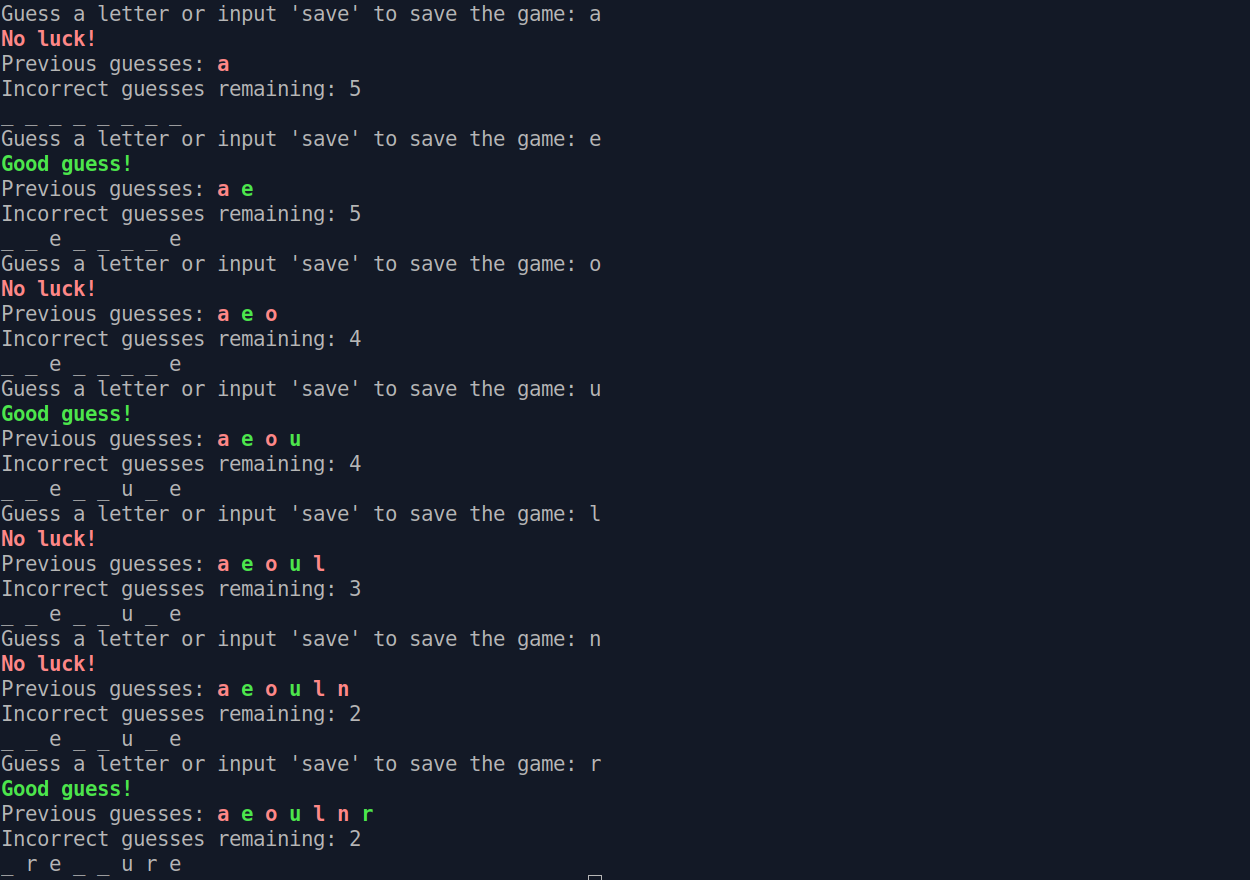 Guess a letter or input 'save' to save the game: a
No luck!
Previous guesses: a
Incorrect guesses remaining: 5
_ _ _ _ _ _ _ _
Guess a letter or input 'save' to save the game: e
Good guess!
Previous guesses: a e
Incorrect guesses remaining: 5
_ _ e _ _ _ _ e
Guess a letter or input 'save' to save the game: o
No luck!
Previous guesses: a e o
Incorrect guesses remaining: 4
_ _ e _ _ _ _ e
Guess a letter or input 'save' to save the game: u
Good guess!
Previous guesses: a e o u
Incorrect guesses remaining: 4
_ _ e _ _ u _ e
Guess a letter or input 'save' to save the game: l
No luck!
Previous guesses: a e o u l
Incorrect guesses remaining: 3
_ _ e _ _ u _ e
Guess a letter or input 'save' to save the game: n
No luck!
Previous guesses: a e o u l n
Incorrect guesses remaining: 2
_ _ e _ _ u _ e
Guess a letter or input 'save' to save the game: r
Good guess!
Previous guesses: a e o u l n r
Incorrect guesses remaining: 2
_ r e _ _ u r e